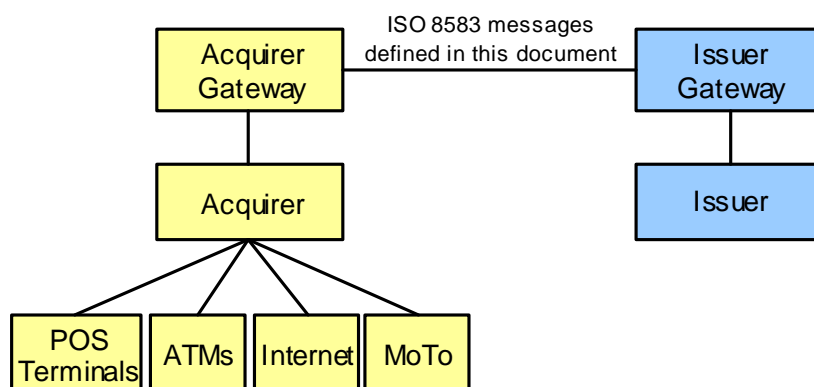 ISO 8583 messages
defined in this document
Acquirer
Gateway
Issuer
Gateway
Acquirer
Issuer
POS
Terminals
ATMs
Internet
MoTo